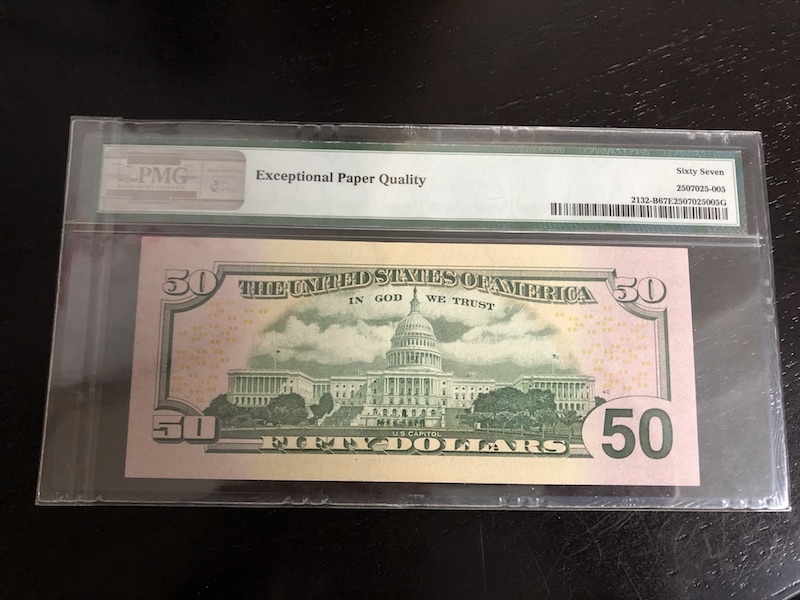 PMG
Exceptional Paper Quality
Sixty Seven
2507025-005
2132-B67E2507025005G
50
THE UNITED STATES OF AMERICA
50
IN GOD WE TRUST
U.S. CAPITOL
50
FIFTY DOLLARS
50